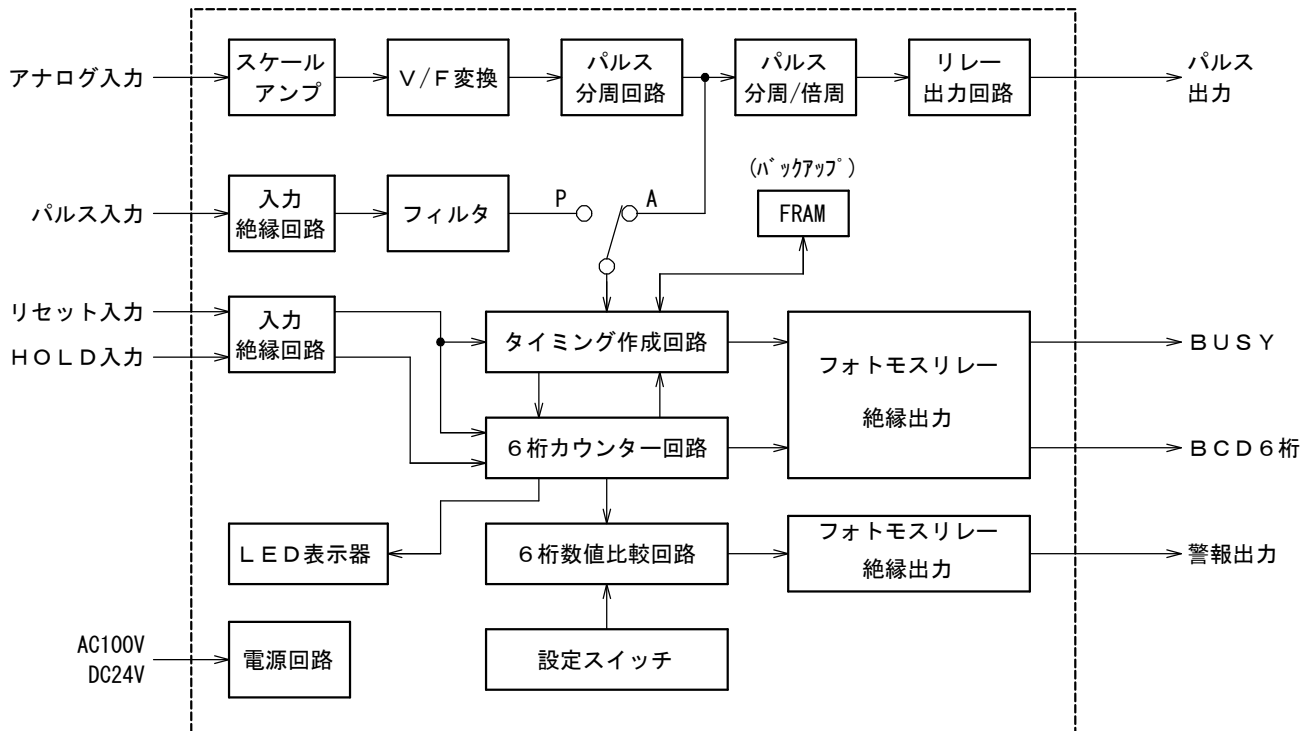 アナログ入力
スケール
アンプ
V/F変換
パルス
分周回路
パルス
分周/倍周
リレー
出力回路
パルス
出力
(バックアップ)
FRAM
パルス入力
入力
絶縁回路
フィルタ
P
A
リセット入力
HOLD入力
入力
絶縁回路
タイミング作成回路
フォトモスリレー
絶縁出力
BUSY
6桁カウンター回路
BCD6桁
LED表示器
6桁数値比較回路
フォトモスリレー
絶縁出力
警報出力
AC100V
DC24V
電源回路
設定スイッチ